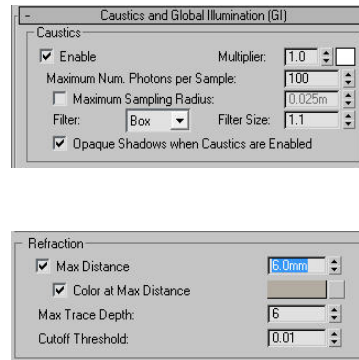 - Caustics and Global Illumination (GI)
Caustics
Enable Multiplier: 1.0
Maximum Num. Photons per Sample: 100
Maximum Sampling Radius: 0.025m
Filter: Box Filter Size: 1.1
Opaque Shadows when Caustics are Enabled
Refraction
Max Distance 6.0mm
Color at Max Distance
Max Trace Depth: 6
Cutoff Threshold: 0.01